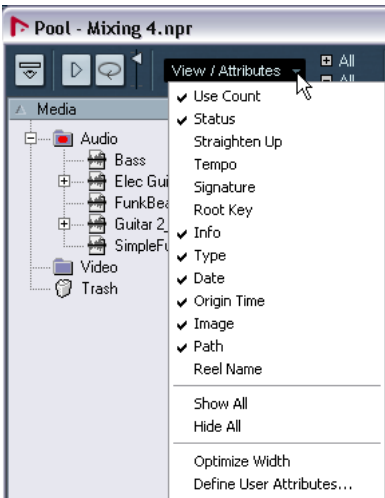 Pool - Mixing 4.npr
View / Attributes
All
All
Media
Audio
Bass
Elec Gui
FunkBea
Guitar 2_
SimpleFu
Video
Trash
Use Count
Status
Straighten Up
Tempo
Signature
Root Key
Info
Type
Date
Origin Time
Image
Path
Reel Name
Show All
Hide All
Optimize Width
Define User Attributes...